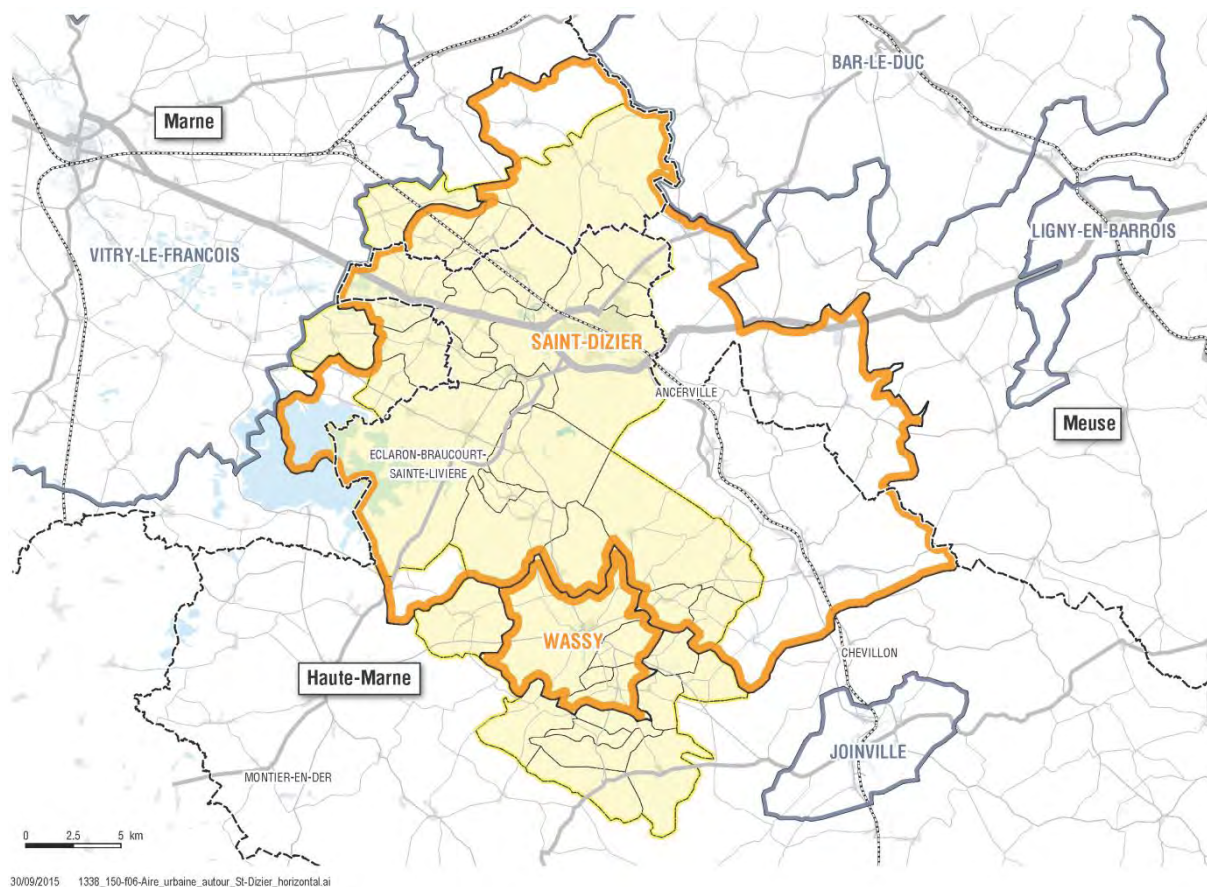 BAR-LE-DUC
Marne
LIGNY-EN-BARROIS
VITRY-LE-FRANCOIS
SAINT-DIZIER
ANCERVILLE
Meuse
ECLARON-BRAUCOURT-
SAINTE-LIVIERE
WASSY
CHEVILLON
Haute-Marne
JOINVILLE
MONTIER-EN-DER
0 2.5 5 km
30/09/2015 1338_150-f06-Aire_urbaine_autour_St-Dizier_horizontal.ai